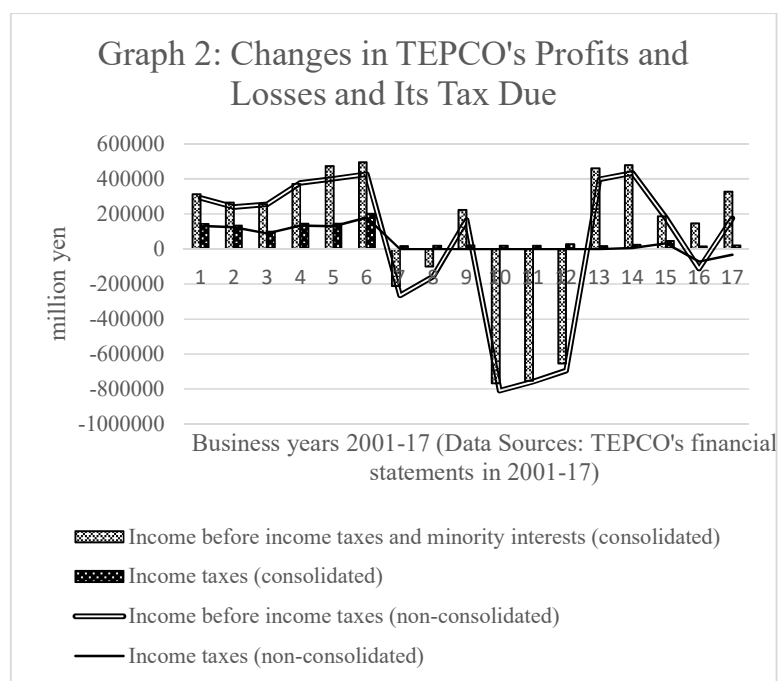 Graph 2: Changes in TEPCO's Profits and
Losses and Its Tax Due
million yen
600000
400000
200000
0
-200000
-400000
-600000
-800000
-1000000
1 2 3 4 5 6 7 8 9 10 11 12 13 14 15 16 17
Business years 2001-17 (Data Sources: TEPCO's financial
statements in 2001-17)
Income before income taxes and minority interests (consolidated)
Income taxes (consolidated)
Income before income taxes (non-consolidated)
Income taxes (non-consolidated)